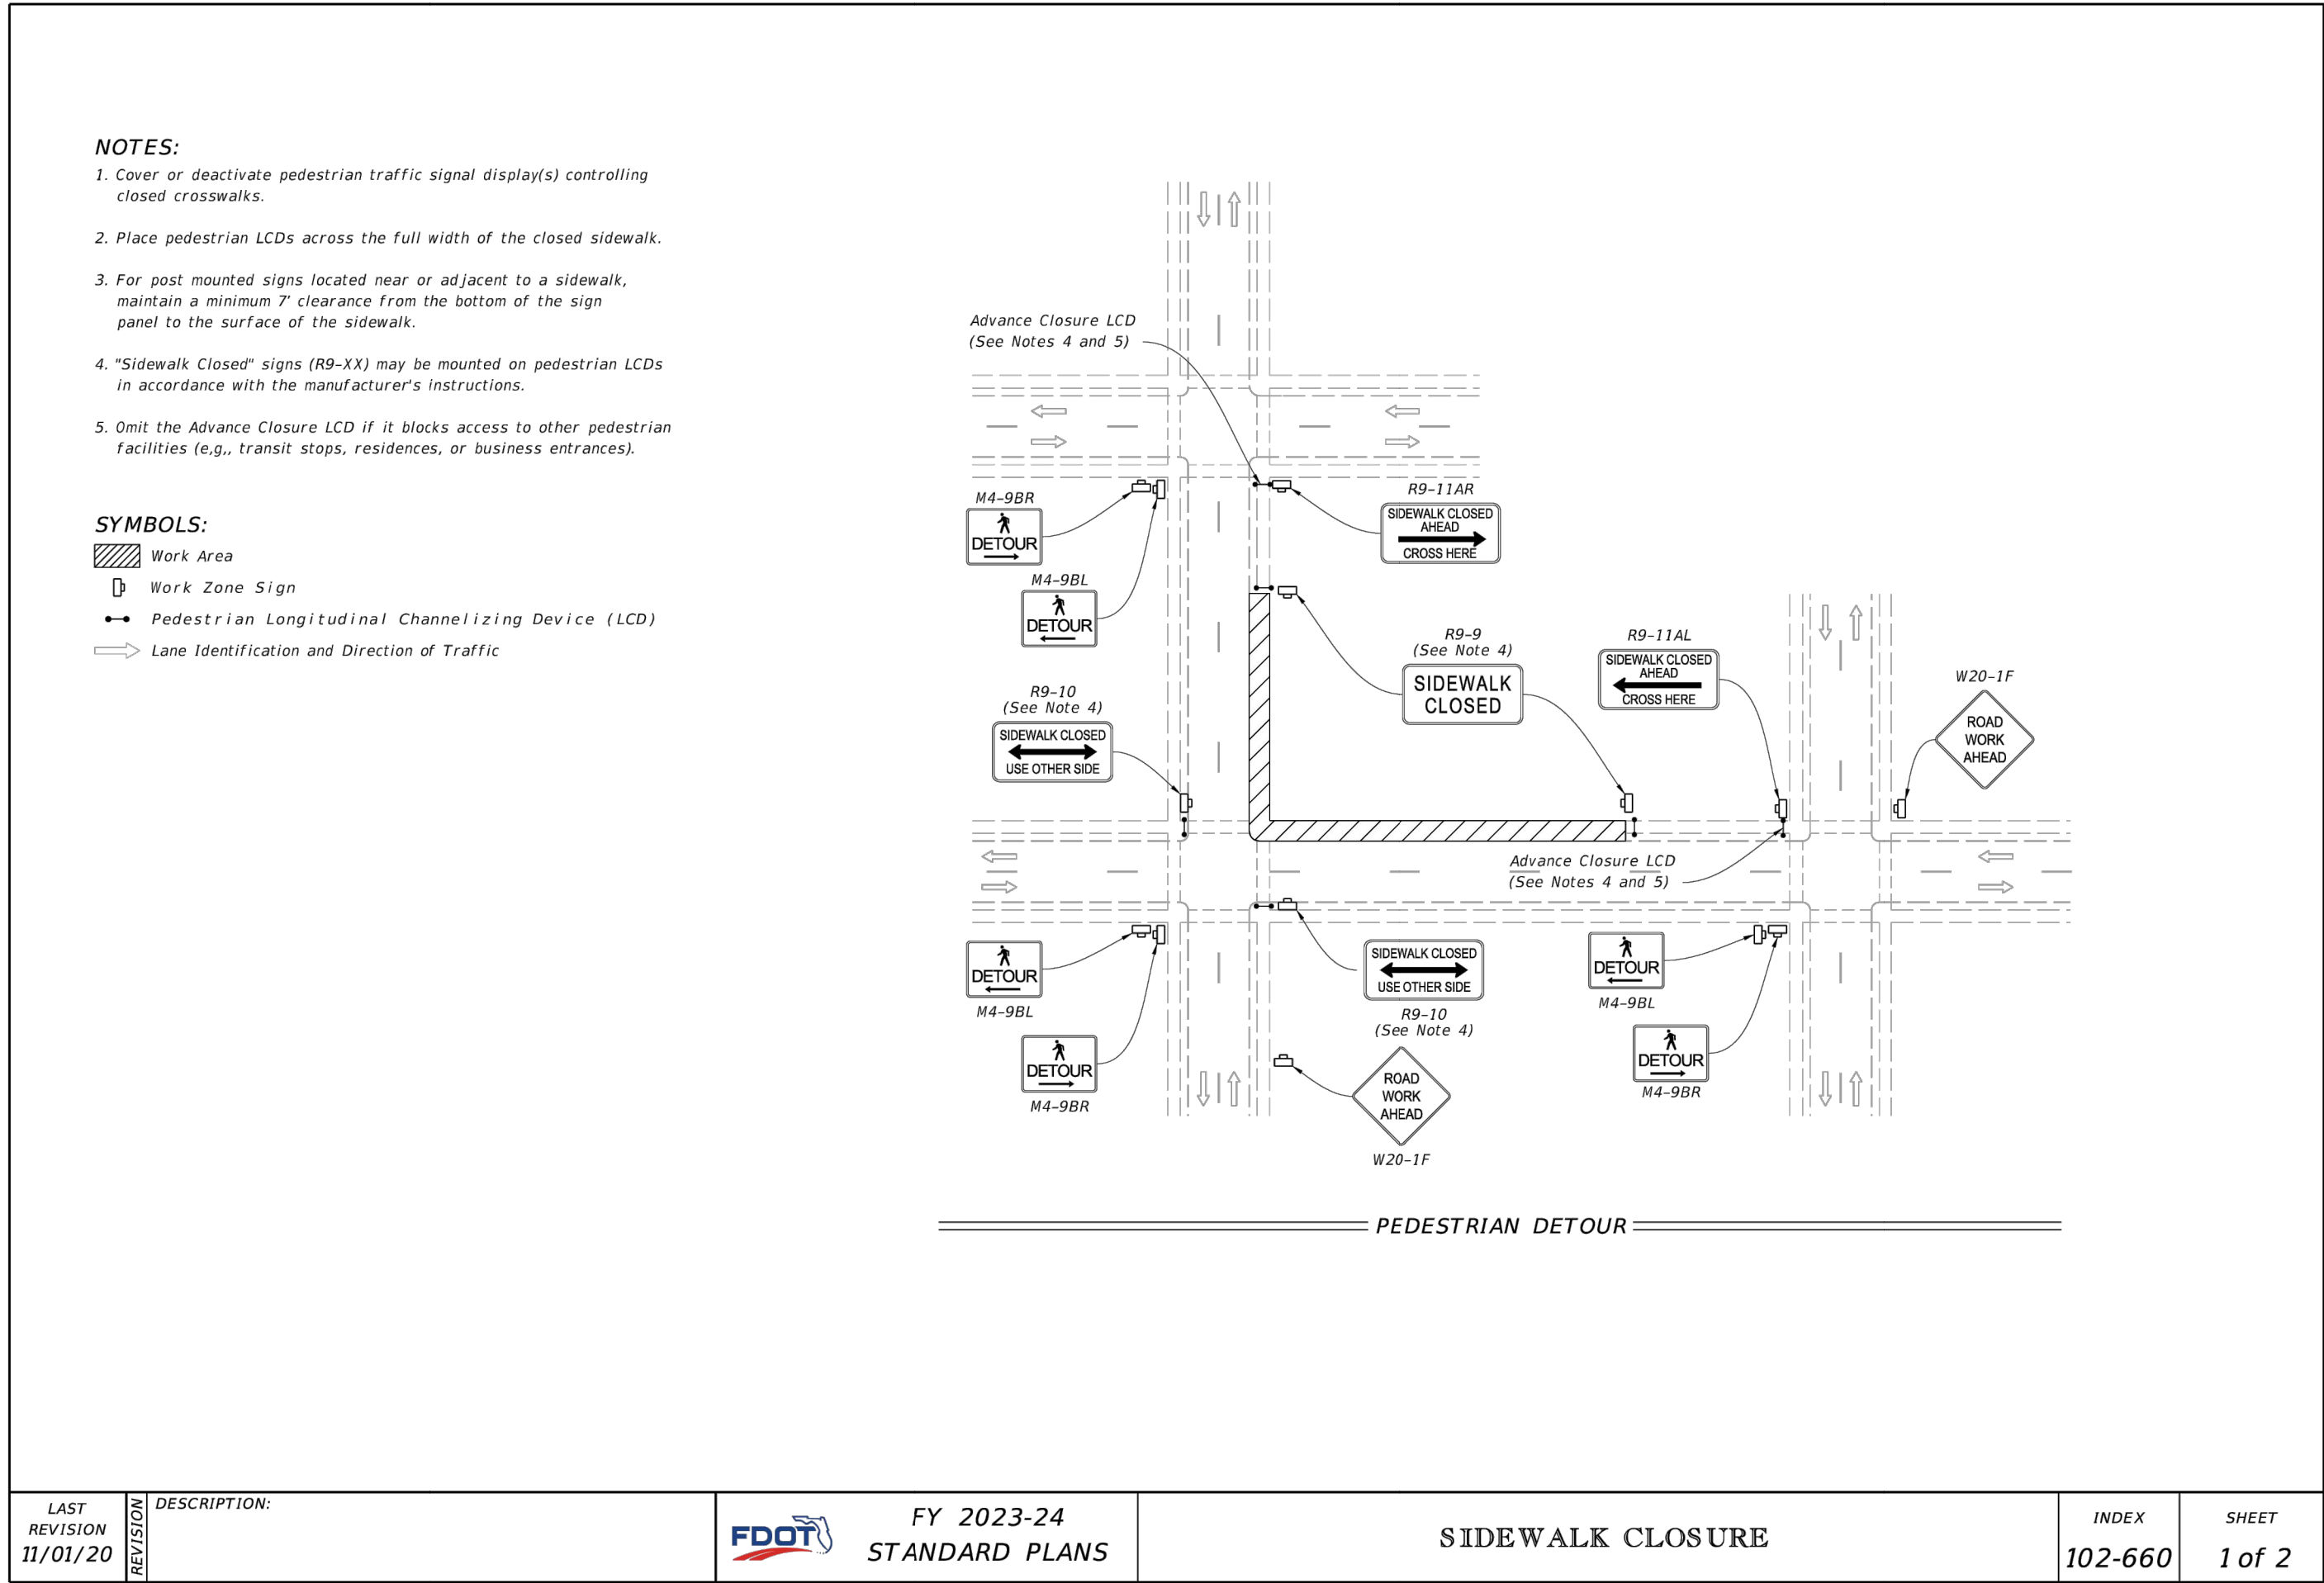 NOTES:
1. Cover or deactivate pedestrian traffic signal display(s) controlling
closed crosswalks.
2. Place pedestrian LCDs across the full width of the closed sidewalk.
3. For post mounted signs located near or adjacent to a sidewalk,
maintain a minimum 7' clearance from the bottom of the sign
panel to the surface of the sidewalk.
4. "Sidewalk Closed" signs (R9-XX) may be mounted on pedestrian LCDs
in accordance with the manufacturer's instructions.
5. Omit the Advance Closure LCD if it blocks access to other pedestrian
facilities (e,g,, transit stops, residences, or business entrances).
SYMBOLS:
Work Area
Work Zone Sign
Pedestrian Longitudinal Channelizing Device (LCD)
Lane Identification and Direction of Traffic
Advance Closure LCD
(See Notes 4 and 5)
M4-9BR
DETOUR
M4-9BL
DETOUR
R9-11AR
SIDEWALK CLOSED
AHEAD
CROSS HERE
R9-9
(See Note 4)
SIDEWALK
CLOSED
R9-11AL
SIDEWALK CLOSED
AHEAD
CROSS HERE
W20-1F
ROAD
WORK
AHEAD
R9-10
(See Note 4)
SIDEWALK CLOSED
USE OTHER SIDE
Advance Closure LCD
(See Notes 4 and 5)
DETOUR
M4-9BL
DETOUR
M4-9BR
SIDEWALK CLOSED
USE OTHER SIDE
R9-10
(See Note 4)
ROAD
WORK
AHEAD
W20-1F
DETOUR
M4-9BL
DETOUR
M4-9BR
PEDESTRIAN DETOUR
LAST
REVISION
11/01/20
REVISION
DESCRIPTION:
FDOT
FY 2023-24
STANDARD PLANS
SIDEWALK CLOSURE
INDEX
102-660
SHEET
1 of 2